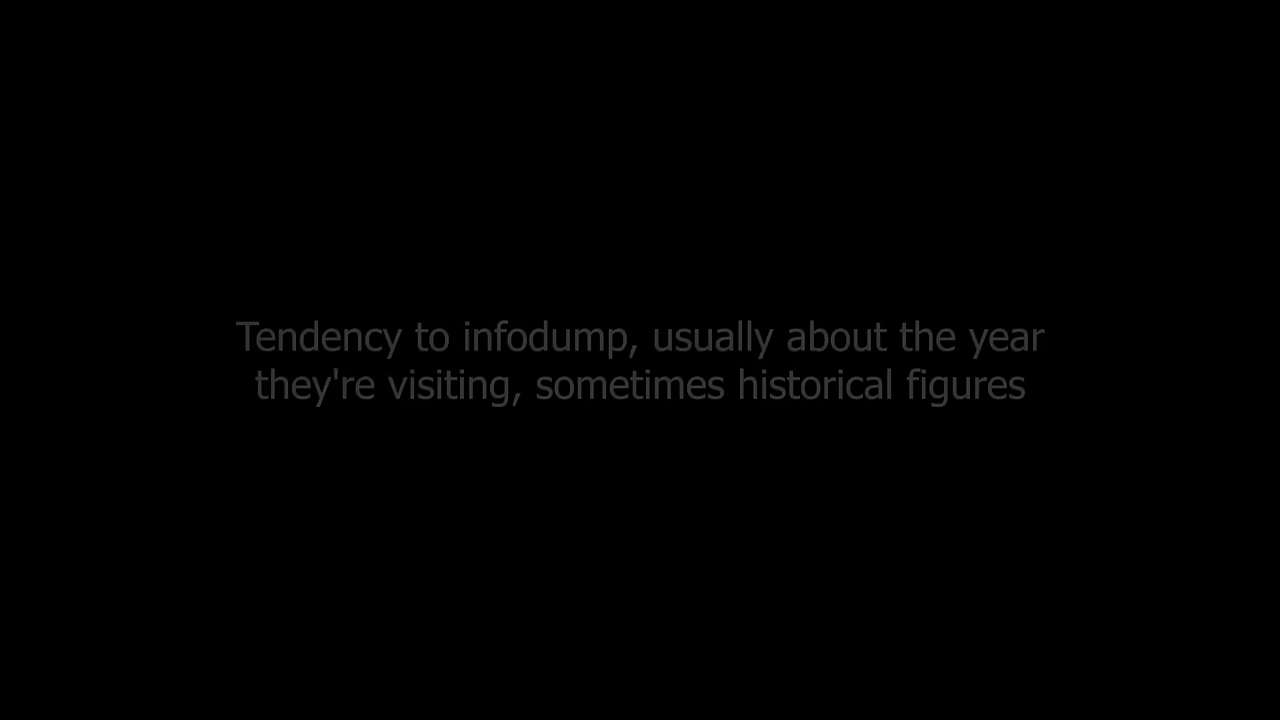 Tendency to infodump, usually about the year
they're visiting, sometimes historical figures